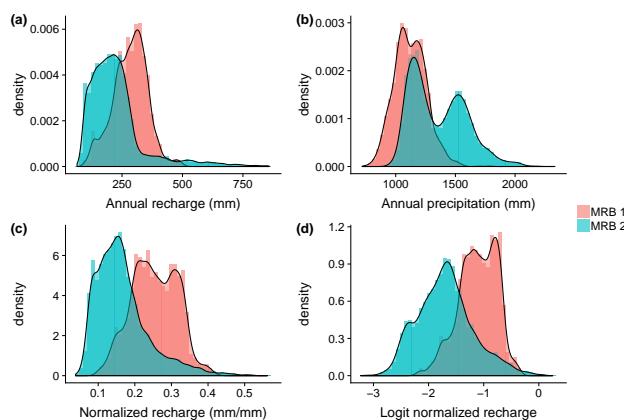 (a)
density
0.006
0.004
0.002
0.000
250 500 750
Annual recharge (mm)
(b)
density
0.003
0.002
0.001
0.000
1000 1500 2000
Annual precipitation (mm)
MRB 1
MRB 2
(c)
density
6
4
2
0
0.1 0.2 0.3 0.4 0.5
Normalized recharge (mm/mm)
(d)
density
1.2
0.9
0.6
0.3
0.0
−3 −2 −1 0
Logit normalized recharge